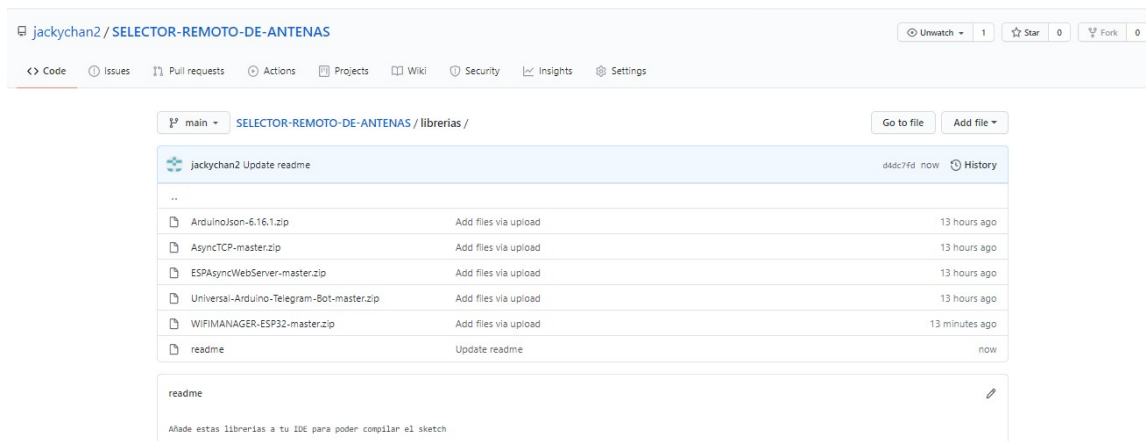 jackychan2 / SELECTOR-REMOTO-DE-ANTENAS
Unwatch 1 Star 0 Fork 0
<> Code Issues Pull requests Actions Projects Wiki Security Insights Settings
main SELECTOR-REMOTO-DE-ANTENAS / librerias / Go to file Add file
jackychan2 Update readme d4dc7fd now History
..
ArduinoJson-6.16.1.zip Add files via upload 13 hours ago
AsyncTCP-master.zip Add files via upload 13 hours ago
ESPAsyncWebServer-master.zip Add files via upload 13 hours ago
Universal-Arduino-Telegram-Bot-master.zip Add files via upload 13 hours ago
WIFIMANAGER-ESP32-master.zip Add files via upload 13 minutes ago
readme Update readme now
readme
Añade estas librerias a tu IDE para poder compilar el sketch